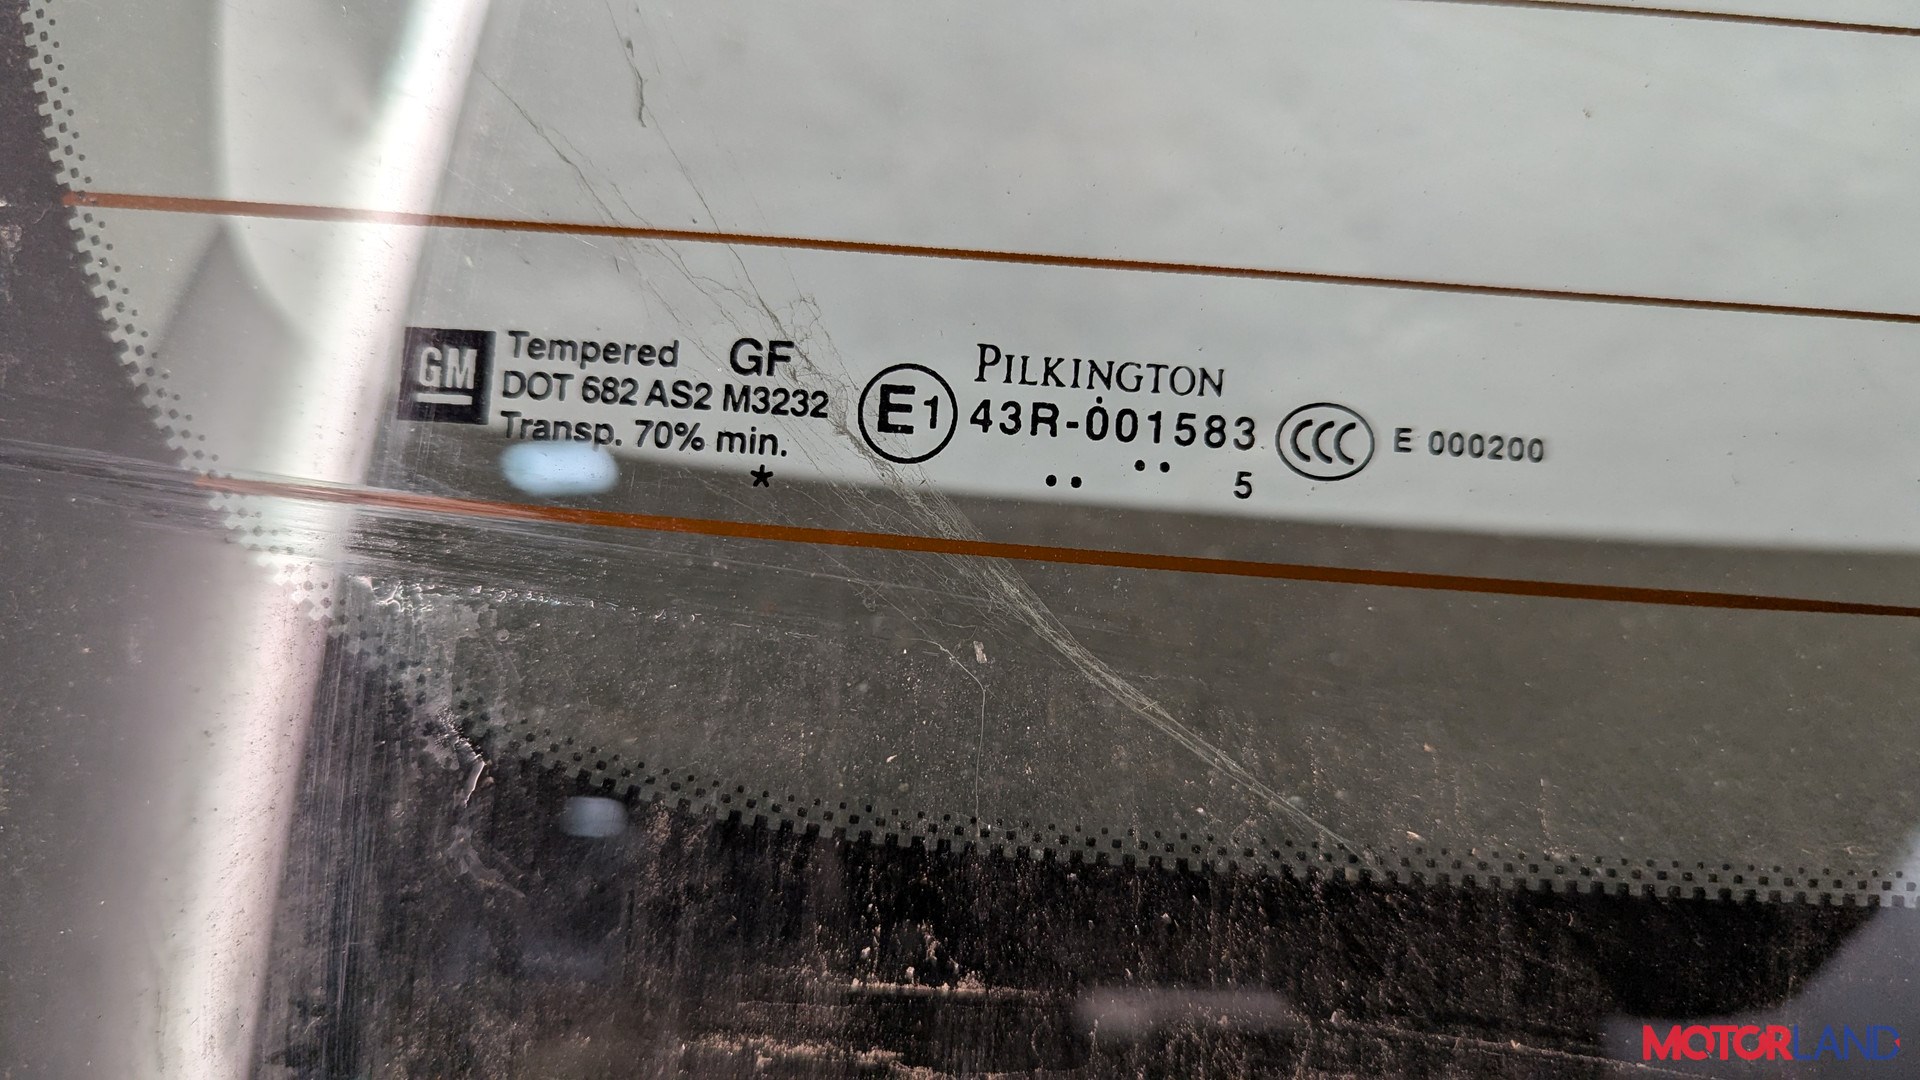 GM
Tempered GF
DOT 682 AS2 M3232
Transp. 70% min.
*
E1
PILKINGTON
43R-001583
.. ..
5
CCC E 000200
MOTORLAND